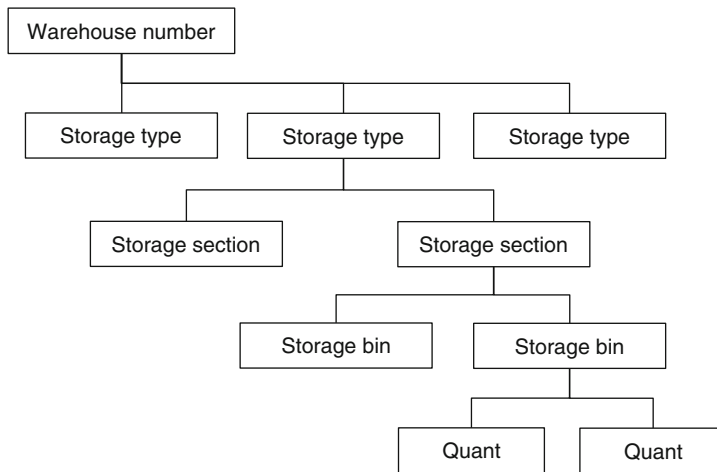 Warehouse number
Storage type
Storage type
Storage type
Storage section
Storage section
Storage bin
Storage bin
Quant
Quant